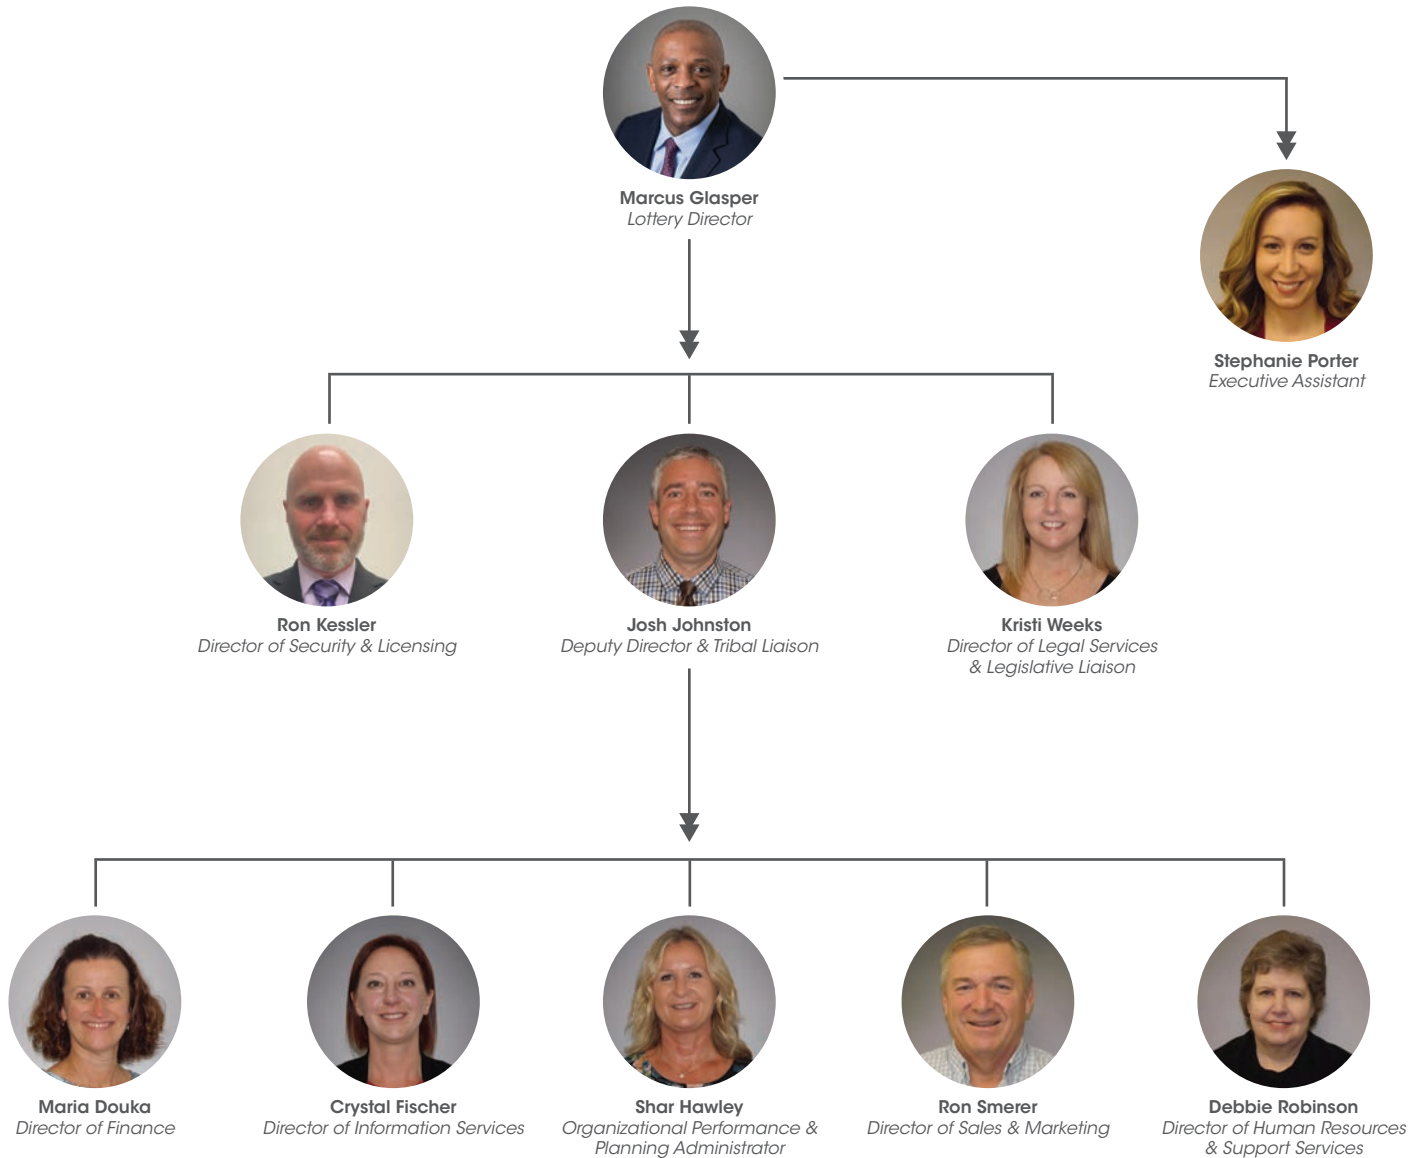 Marcus Glasper
Lottery Director
Stephanie Porter
Executive Assistant
Ron Kessler
Director of Security & Licensing
Josh Johnston
Deputy Director & Tribal Liaison
Kristi Weeks
Director of Legal Services
& Legislative Liaison
Maria Douka
Director of Finance
Crystal Fischer
Director of Information Services
Shar Hawley
Organizational Performance &
Planning Administrator
Ron Smerer
Director of Sales & Marketing
Debbie Robinson
Director of Human Resources
& Support Services